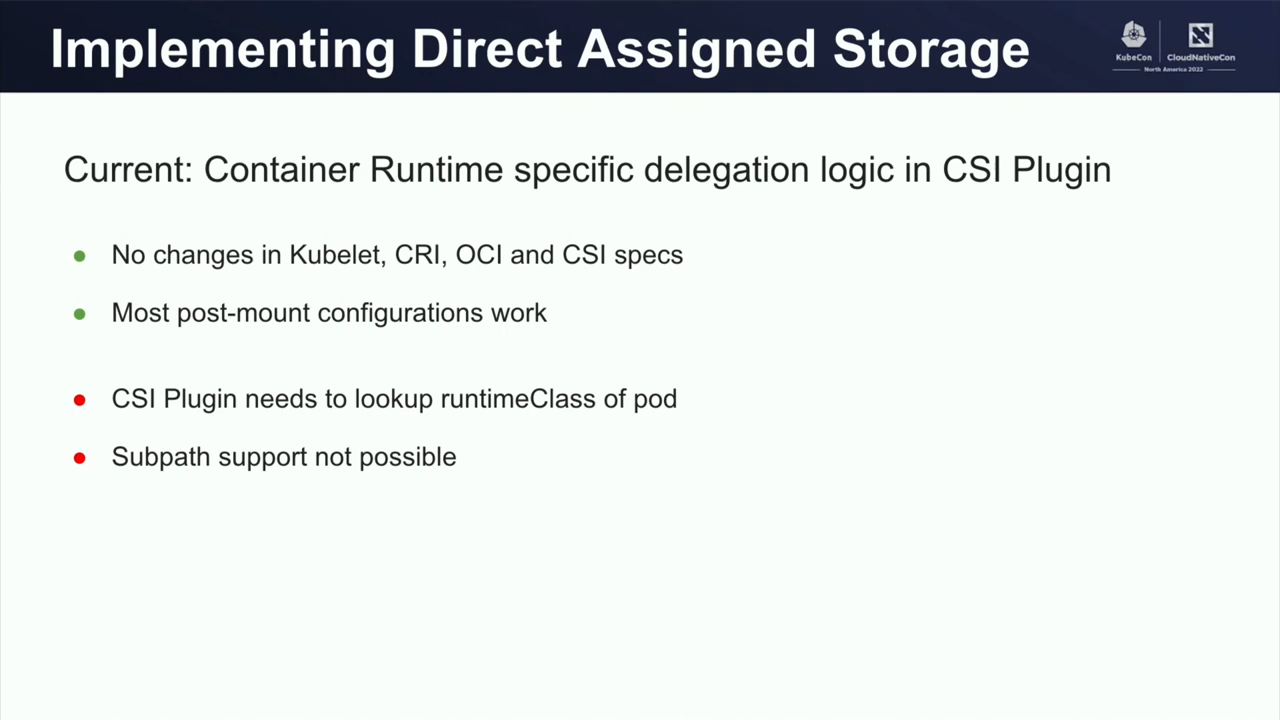 Implementing Direct Assigned Storage
KubeCon
CloudNativeCon
North America 2022
Current: Container Runtime specific delegation logic in CSI Plugin
No changes in Kubelet, CRI, OCI and CSI specs
Most post-mount configurations work
CSI Plugin needs to lookup runtimeClass of pod
Subpath support not possible